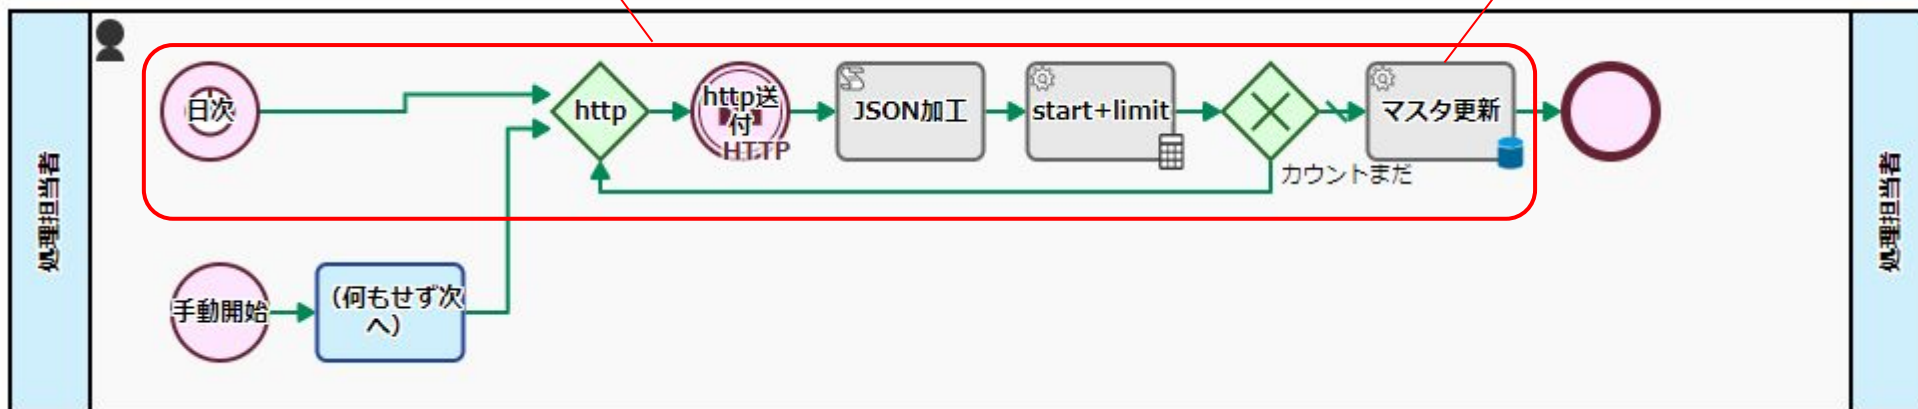 処理担当者
日次
http
http送
付
HTTP
JSON加工
start+limit
マスタ更新
カウントまだ
手動開始
（何もせず次
へ）
処理担当者